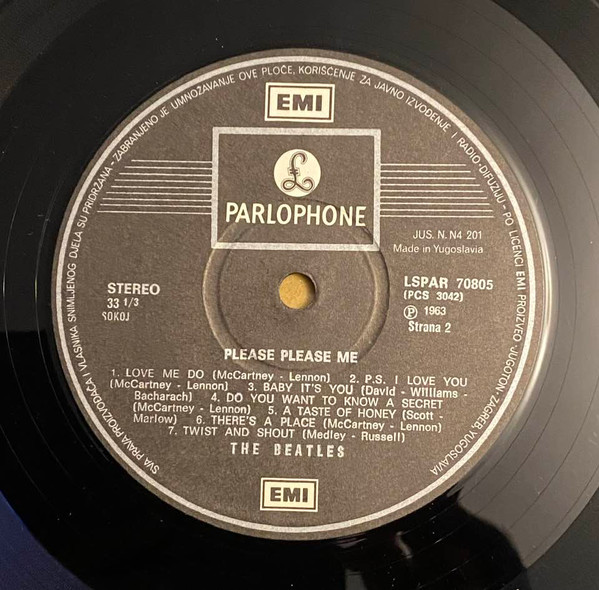 SVA PRAVA PROIZVOĐAČA I VLASNIKA SNIMLJENOG DJELA SU PRIDRŽANA - ZABRANJENO JE UMNOŽAVANJE OVE PLOČE, KORIŠĆENJE ZA JAVNO IZVOĐENJE I RADIO-DIFUZIJU - PO LICENCI EMI PROIZVEO JUGOTON - ZAGREB, YUGOSLAVIA
EMI
£
PARLOPHONE
JUS. N. N4 201
Made in Yugoslavia
STEREO
33 1/3
SOKOJ
LSPAR 70805
(PCS 3042)
Ⓟ 1963
Strana 2
PLEASE PLEASE ME
1. LOVE ME DO (McCartney - Lennon) 2. P.S. I LOVE YOU
(McCartney - Lennon) 3. BABY IT'S YOU (David - Williams -
Bacharach) 4. DO YOU WANT TO KNOW A SECRET
(McCartney - Lennon) 5. A TASTE OF HONEY (Scott -
Marlow) 6. THERE'S A PLACE (McCartney - Lennon)
7. TWIST AND SHOUT (Medley - Russell)
THE BEATLES
EMI